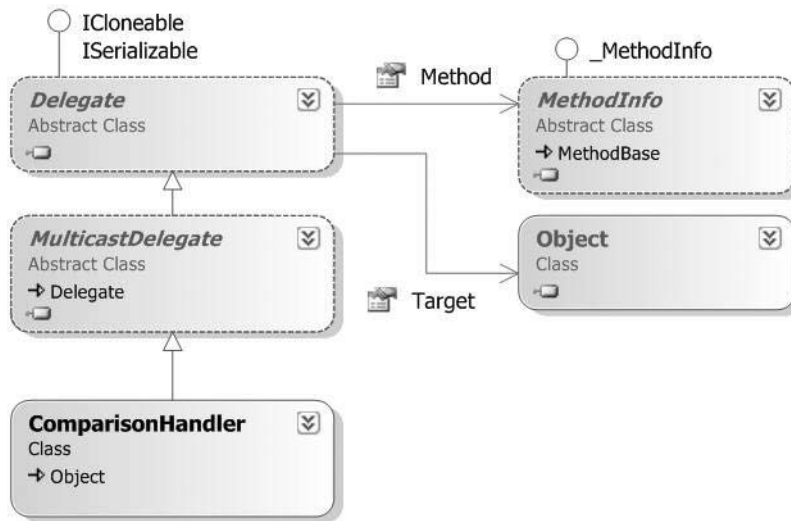 ICloneable
ISerializable
Delegate
Abstract Class
Method
_MethodInfo
MethodInfo
Abstract Class
MethodBase
MulticastDelegate
Abstract Class
Delegate
Target
Object
Class
ComparisonHandler
Class
Object